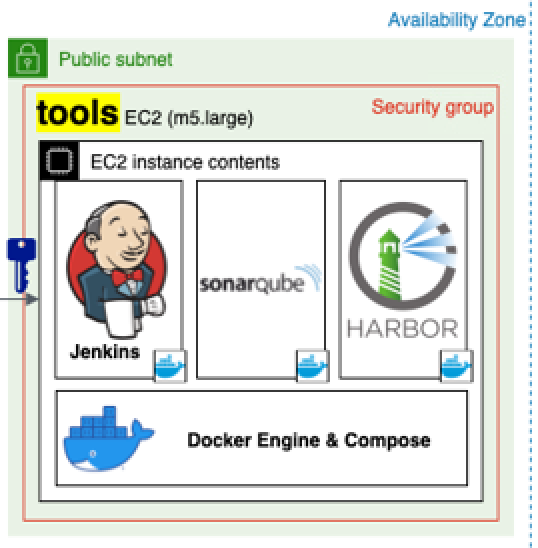 Availability Zone
Public subnet
tools EC2 (m5.large)
Security group
EC2 instance contents
Jenkins
sonarqube
HARBOR
Docker Engine & Compose